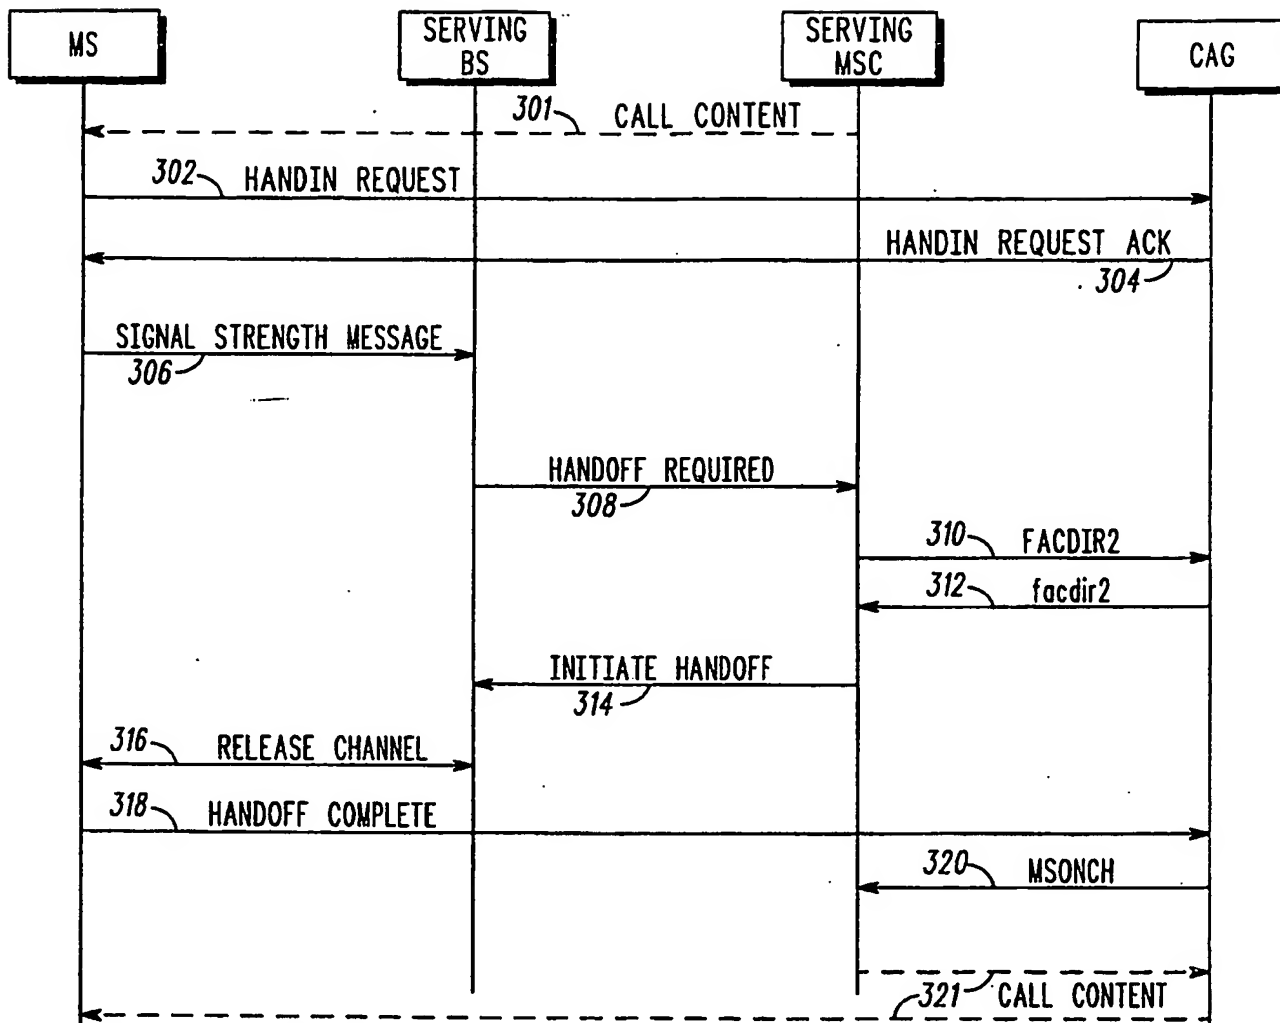 MS
SERVING
BS
SERVING
MSC
CAG
301 CALL CONTENT
302 HANDIN REQUEST
HANDIN REQUEST ACK
304
SIGNAL STRENGTH MESSAGE
306
HANDOFF REQUIRED
308
310 FACDIR2
312 facdir2
INITIATE HANDOFF
314
316 RELEASE CHANNEL
318 HANDOFF COMPLETE
320 MSONCH
321 CALL CONTENT